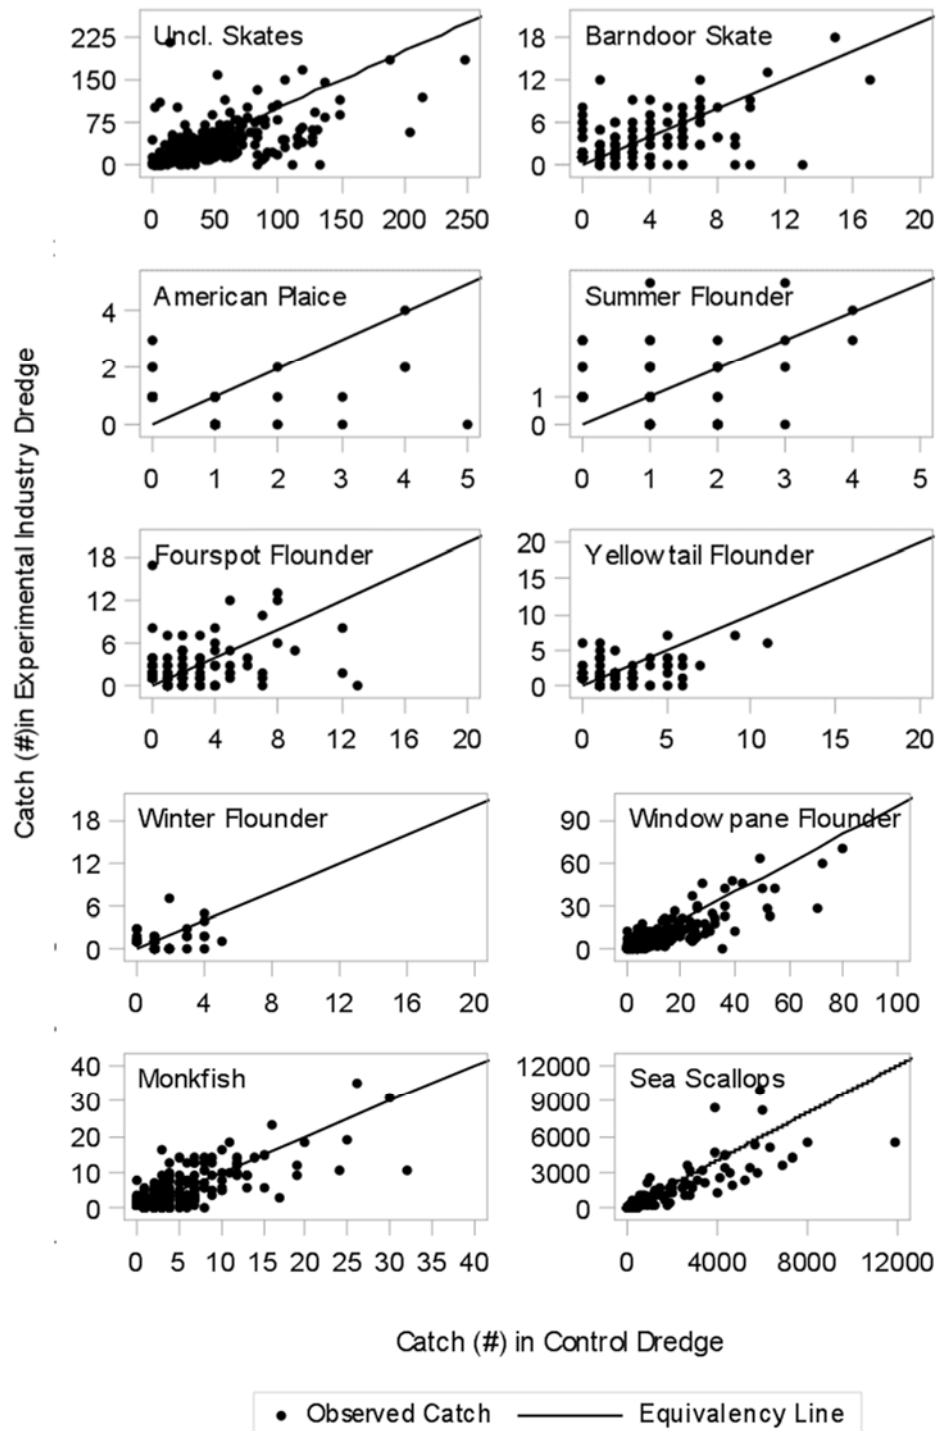 Catch (#)in Experimental Industry Dredge
Uncl. Skates
225
150
75
0
0 50 100 150 200 250
Barndoor Skate
18
12
6
0
0 4 8 12 16 20
American Plaice
4
2
0
0 1 2 3 4 5
Summer Flounder
1
0
0 1 2 3 4 5
Fourspot Flounder
18
12
6
0
0 4 8 12 16 20
Yellowtail Flounder
20
15
10
5
0
0 5 10 15 20
Winter Flounder
18
12
6
0
0 4 8 12 16 20
Windowpane Flounder
90
60
30
0
0 20 40 60 80 100
Monkfish
40
30
20
10
0
0 5 10 15 20 25 30 35 40
Sea Scallops
12000
9000
6000
3000
0
0 4000 8000 12000
Catch (#) in Control Dredge
Observed Catch Equivalency Line